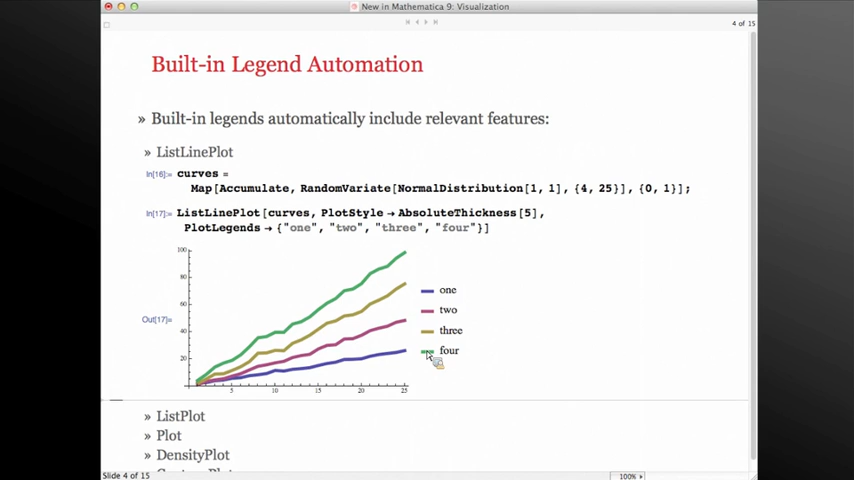 New in Mathematica 9: Visualization
4 of 15
Built-in Legend Automation
» Built-in legends automatically include relevant features:
» ListLinePlot
In[16]:= curves =
Map[Accumulate, RandomVariate[NormalDistribution[1, 1], {4, 25}], {0, 1}];
In[17]:= ListLinePlot[curves, PlotStyle → AbsoluteThickness[5],
PlotLegends → {"one", "two", "three", "four"}]
Out[17]=
100
80
60
40
20
5 10 15 20 25
one
two
three
four
» ListPlot
» Plot
» DensityPlot
Slide 4 of 15
100%